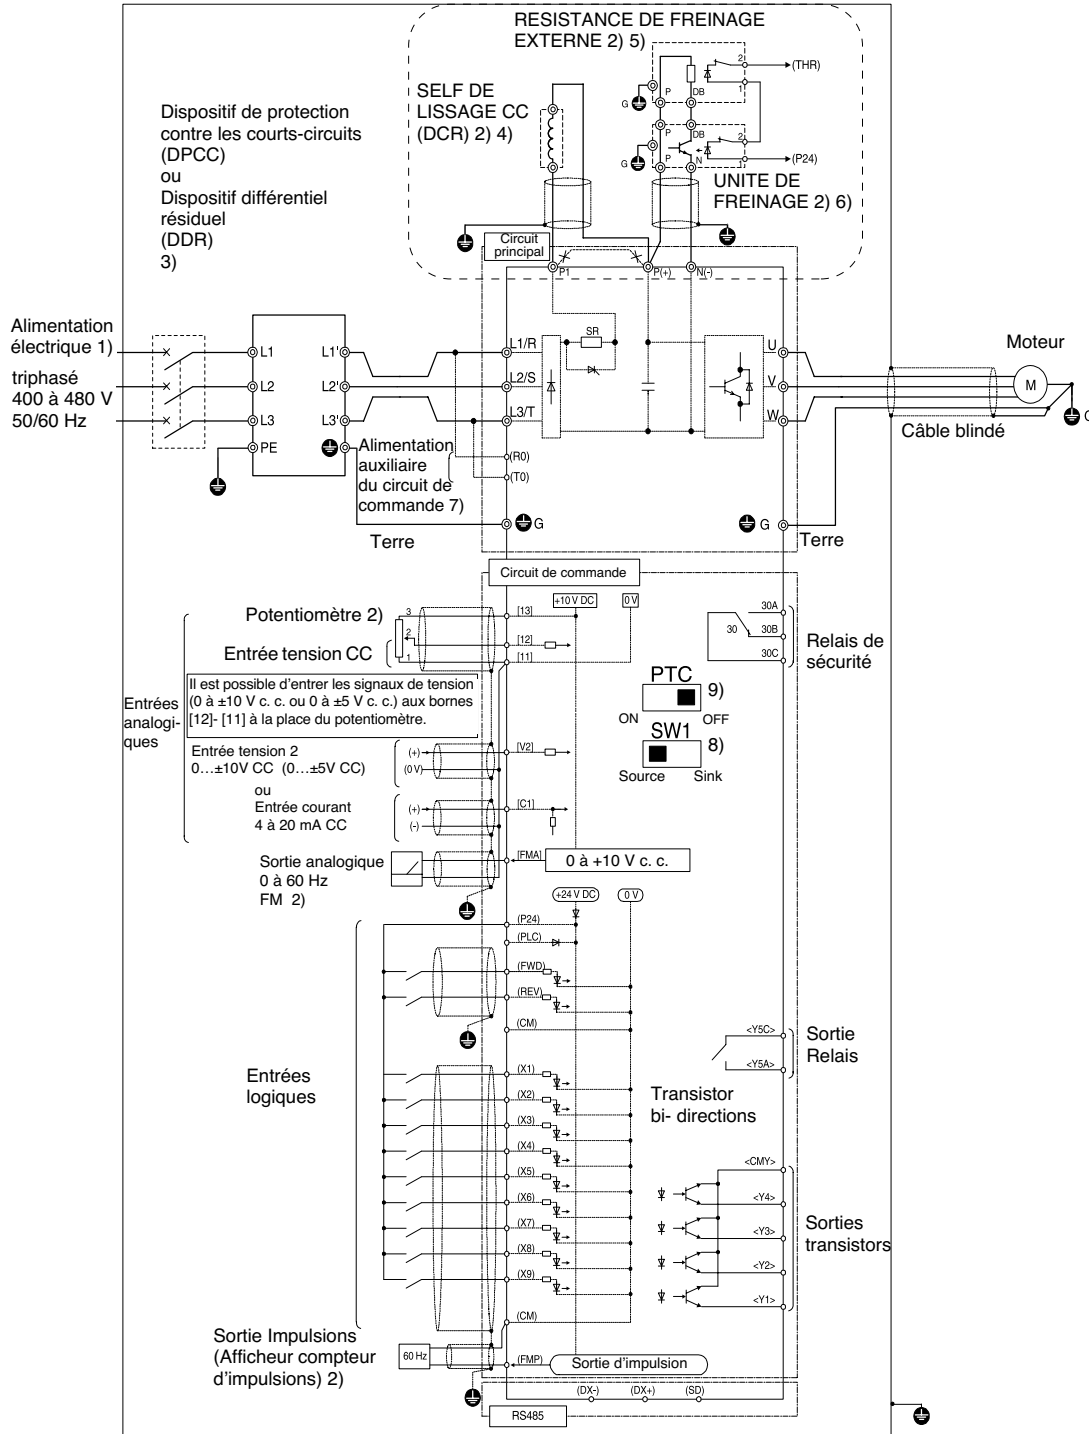 RESISTANCE DE FREINAGE
EXTERNE 2) 5)
2
(THR)
1
P
DB
G
SELF DE
LISSAGE CC
(DCR) 2) 4)
P
DB
2
G
P
N
1
(P24)
UNITE DE
FREINAGE 2) 6)
Dispositif de protection
contre les courts-circuits
(DPCC)
ou
Dispositif différentiel
résiduel
(DDR)
3)
Circuit
principal
P1
P(+)
N(-)
Alimentation
électrique 1)
triphasé
400 à 480 V
50/60 Hz
L1
L1'
L2
L2'
L3
L3'
PE
L1/R
L2/S
L3/T
SR
U
V
W
Moteur
M
G
Câble blindé
Alimentation
auxiliaire
du circuit de
commande 7)
(R0)
(T0)
G
G
Terre
Terre
Circuit de commande
+10 V DC
0 V
Potentiomètre 2)
3
2
1
[13]
[12]
[11]
Entrée tension CC
30
30A
30B
30C
Relais de
sécurité
Il est possible d'entrer les signaux de tension
(0 à ±10 V c. c. ou 0 à ±5 V c. c.) aux bornes
[12]- [11] à la place du potentiomètre.
Entrées
analogi-
ques
PTC
9)
ON
OFF
SW1
8)
Source
Sink
Entrée tension 2
0…±10V CC (0…±5V CC)
(+)
(0 V)
[V2]
ou
Entrée courant
4 à 20 mA CC
(+)
(-)
[C1]
Sortie analogique
0 à 60 Hz
FM 2)
[FMA]
0 à +10 V c. c.
+24 V DC
0 V
(P24)
(PLC)
(FWD)
(REV)
(CM)
<Y5C>
<Y5A>
Sortie
Relais
Entrées
logiques
(X1)
(X2)
(X3)
(X4)
(X5)
(X6)
(X7)
(X8)
(X9)
(CM)
Transistor
bi- directions
<CMY>
<Y4>
<Y3>
<Y2>
<Y1>
Sorties
transistors
Sortie Impulsions
(Afficheur compteur
d'impulsions) 2)
60 Hz
(FMP)
Sortie d'impulsion
(DX-)
(DX+)
(SD)
RS485